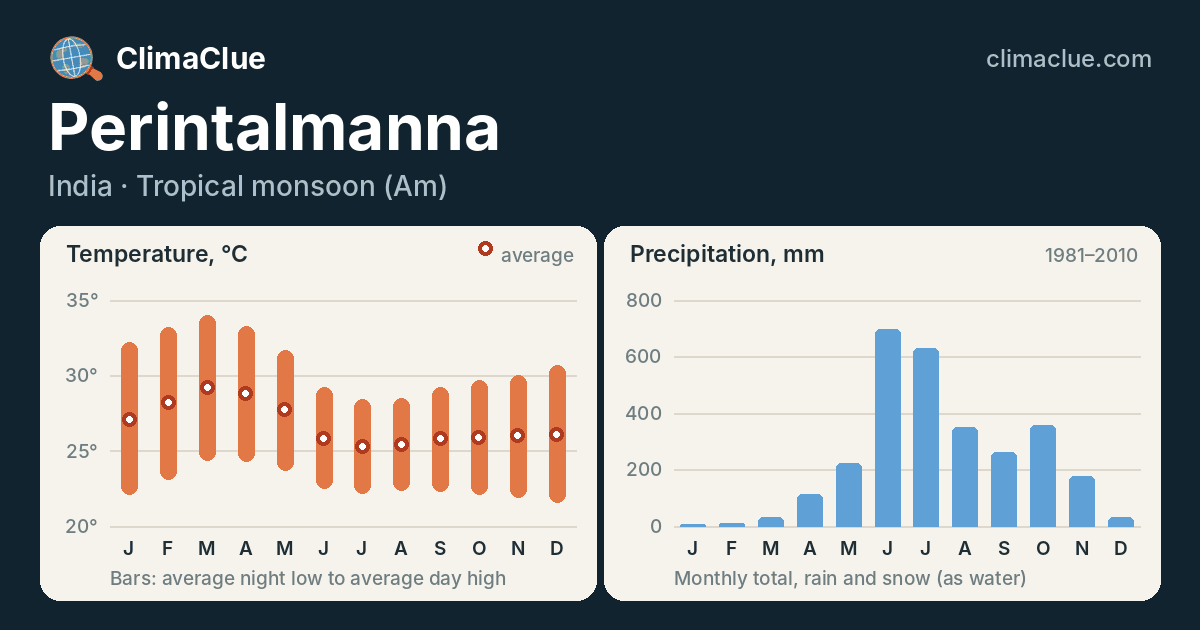 ClimaClue
climaclue.com
Perintalmanna
India · Tropical monsoon (Am)
Temperature, °C
average
35°
30°
25°
20°
J F M A M J J A S O N D
Bars: average night low to average day high
Precipitation, mm
1981–2010
800
600
400
200
0
J F M A M J J A S O N D
Monthly total, rain and snow (as water)